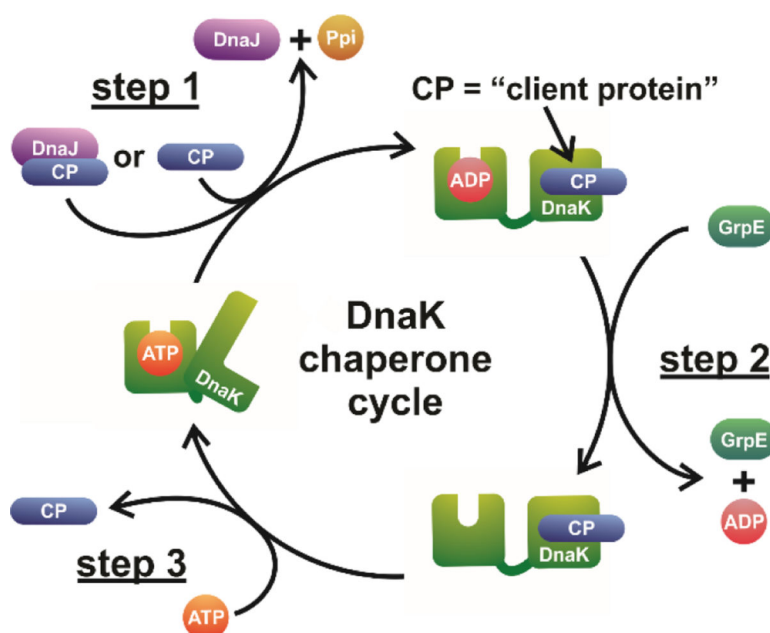 DnaJ + Ppi
step 1
CP = "client protein"
DnaJ
CP
or
CP
ADP
CP
DnaK
GrpE
DnaK
chaperone
cycle
ATP
DnaK
step 2
GrpE
+
ADP
CP
CP
DnaK
step 3
ATP